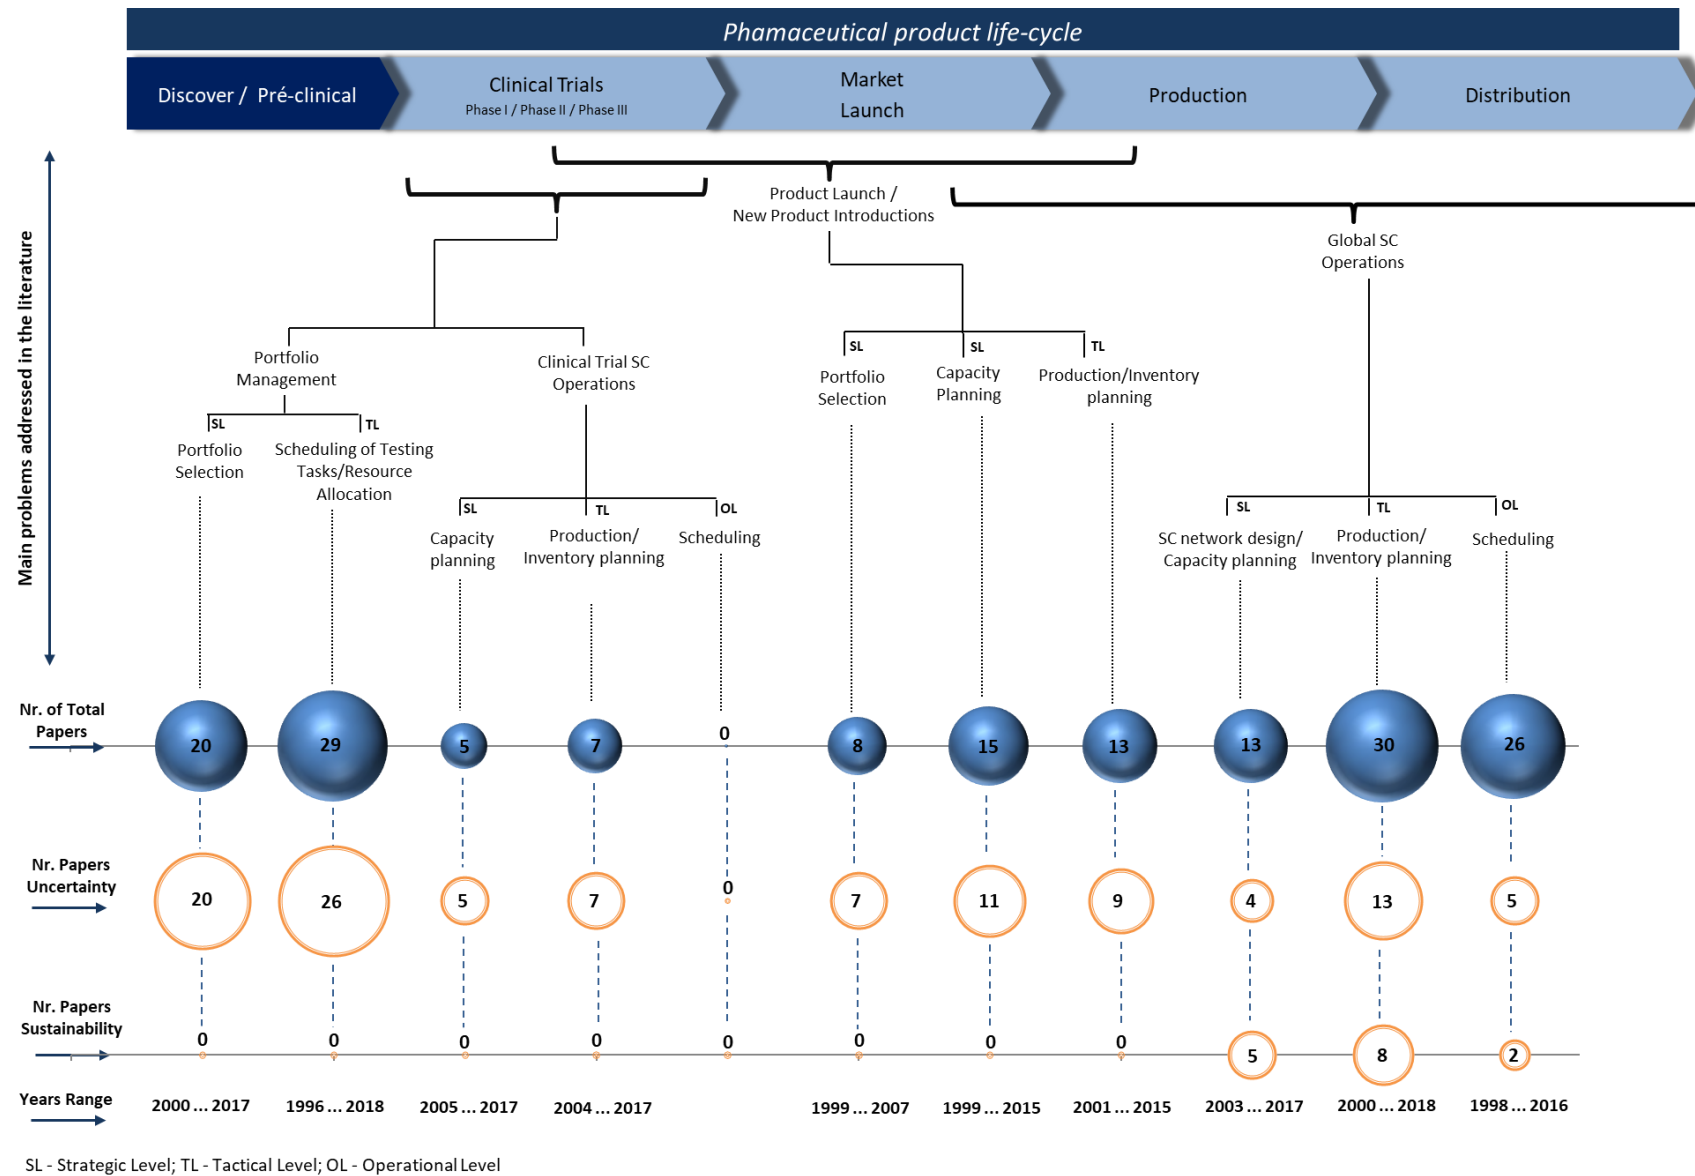 Phamaceutical product life-cycle
Discover / Pré-clinical
Clinical Trials
Phase I / Phase II / Phase III
Market
Launch
Production
Distribution
Main problems addressed in the literature
Product Launch /
New Product Introductions
Global SC
Operations
Portfolio
Management
Clinical Trial SC
Operations
SL
SL
TL
Portfolio
Selection
Capacity
Planning
Production/Inventory
planning
SL
TL
Portfolio
Selection
Scheduling of Testing
Tasks/Resource
Allocation
SL
TL
OL
Capacity
planning
Production/
Inventory planning
Scheduling
SL
TL
OL
SC network design/
Capacity planning
Production/
Inventory planning
Scheduling
Nr. of Total
Papers
20
29
5
7
0
8
15
13
13
30
26
Nr. Papers
Uncertainty
20
26
5
7
0
7
11
9
4
13
5
Nr. Papers
Sustainability
0
0
0
0
0
0
0
0
5
8
2
Years Range
2000 ... 2017
1996 ... 2018
2005 ... 2017
2004 ... 2017
1999 ... 2007
1999 ... 2015
2001 ... 2015
2003 ... 2017
2000 ... 2018
1998 ... 2016
SL - Strategic Level; TL - Tactical Level; OL - Operational Level